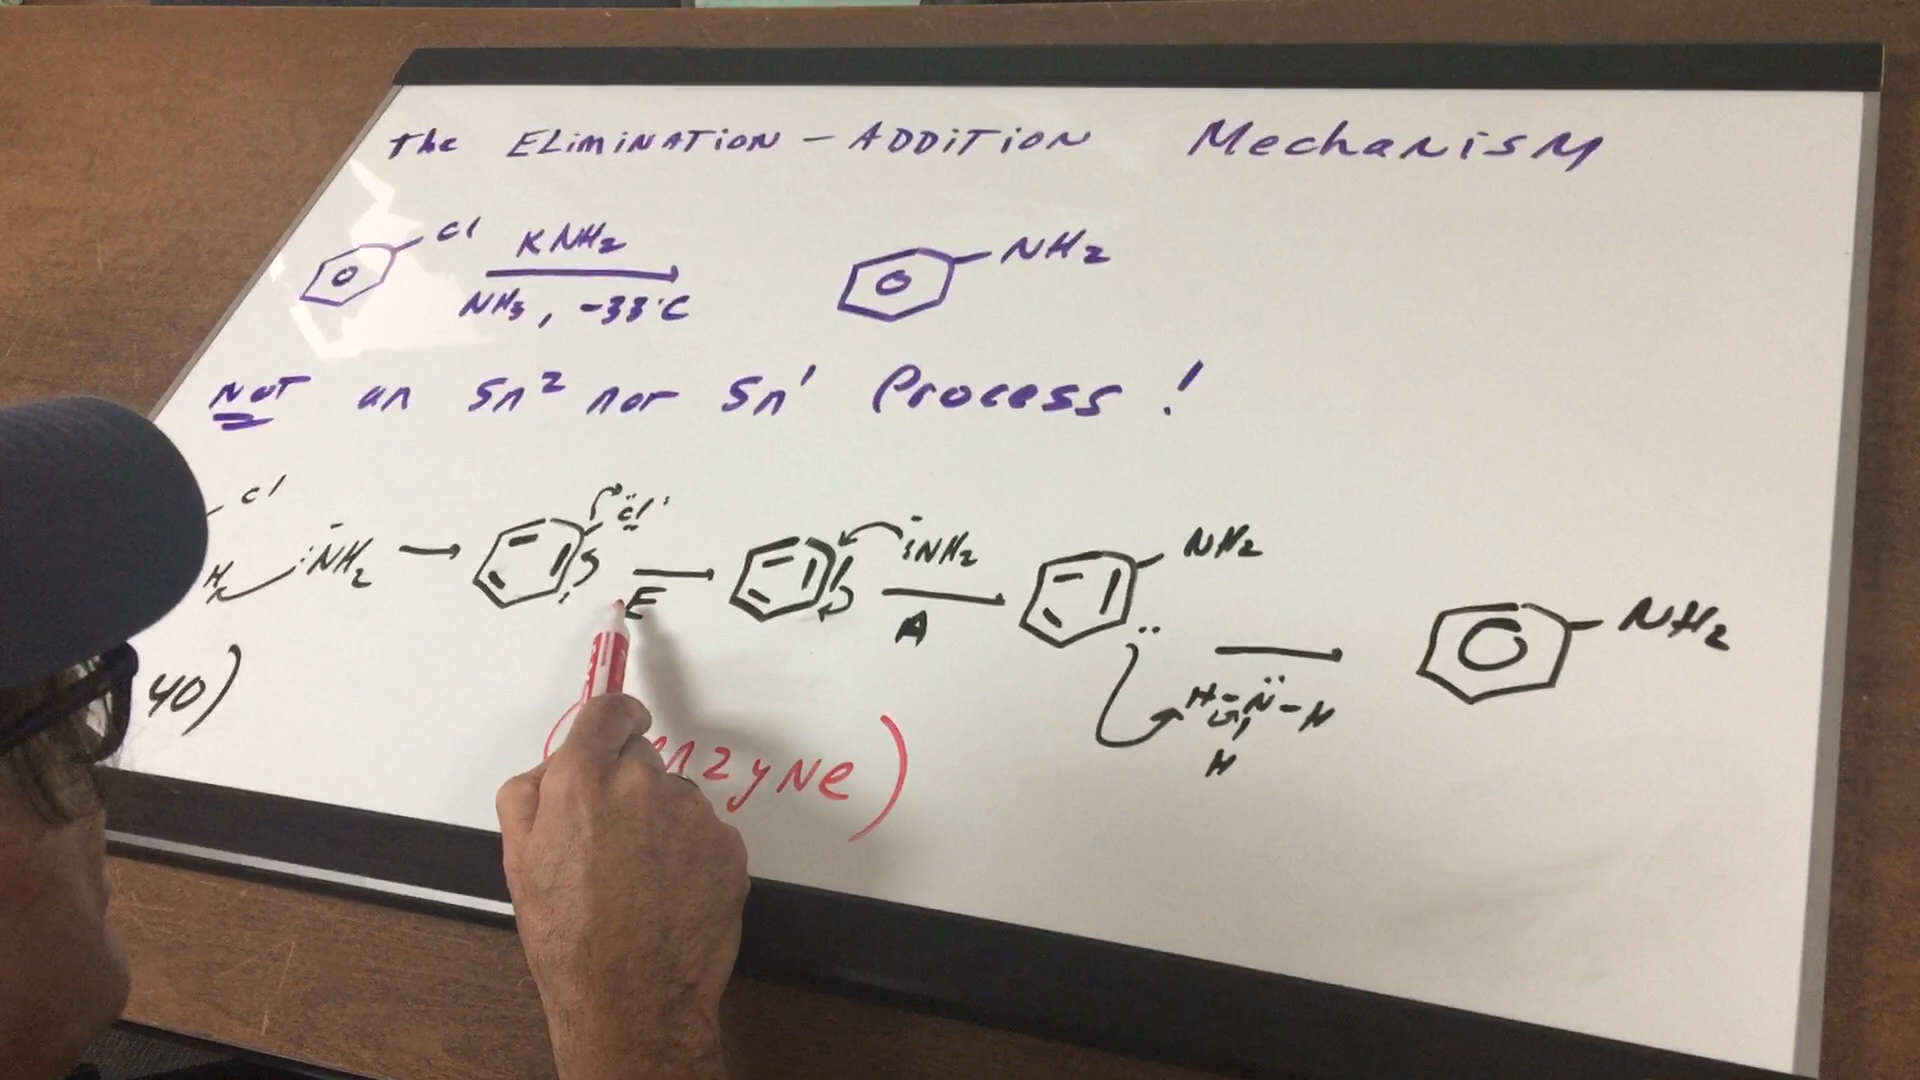 The Elimination - Addition Mechanism
Cl KNH2 NH2
NH3, -33°C
NOT an Sn2 nor Sn1 Process!
Cl :Cl:
H :NH2 :NH2 NH2 NH2
E A
40) H-N-H
H
nzyne)